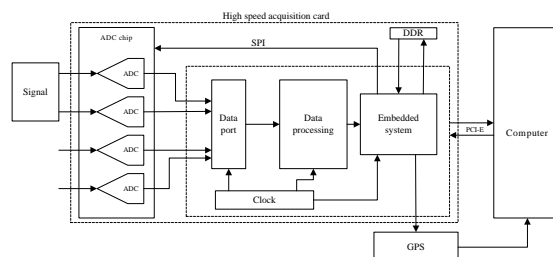 High speed acquisition card
ADC chip
SPI
DDR
Signal
ADC
ADC
ADC
ADC
Data
port
Data
processing
Embedded
system
PCI-E
Computer
Clock
GPS